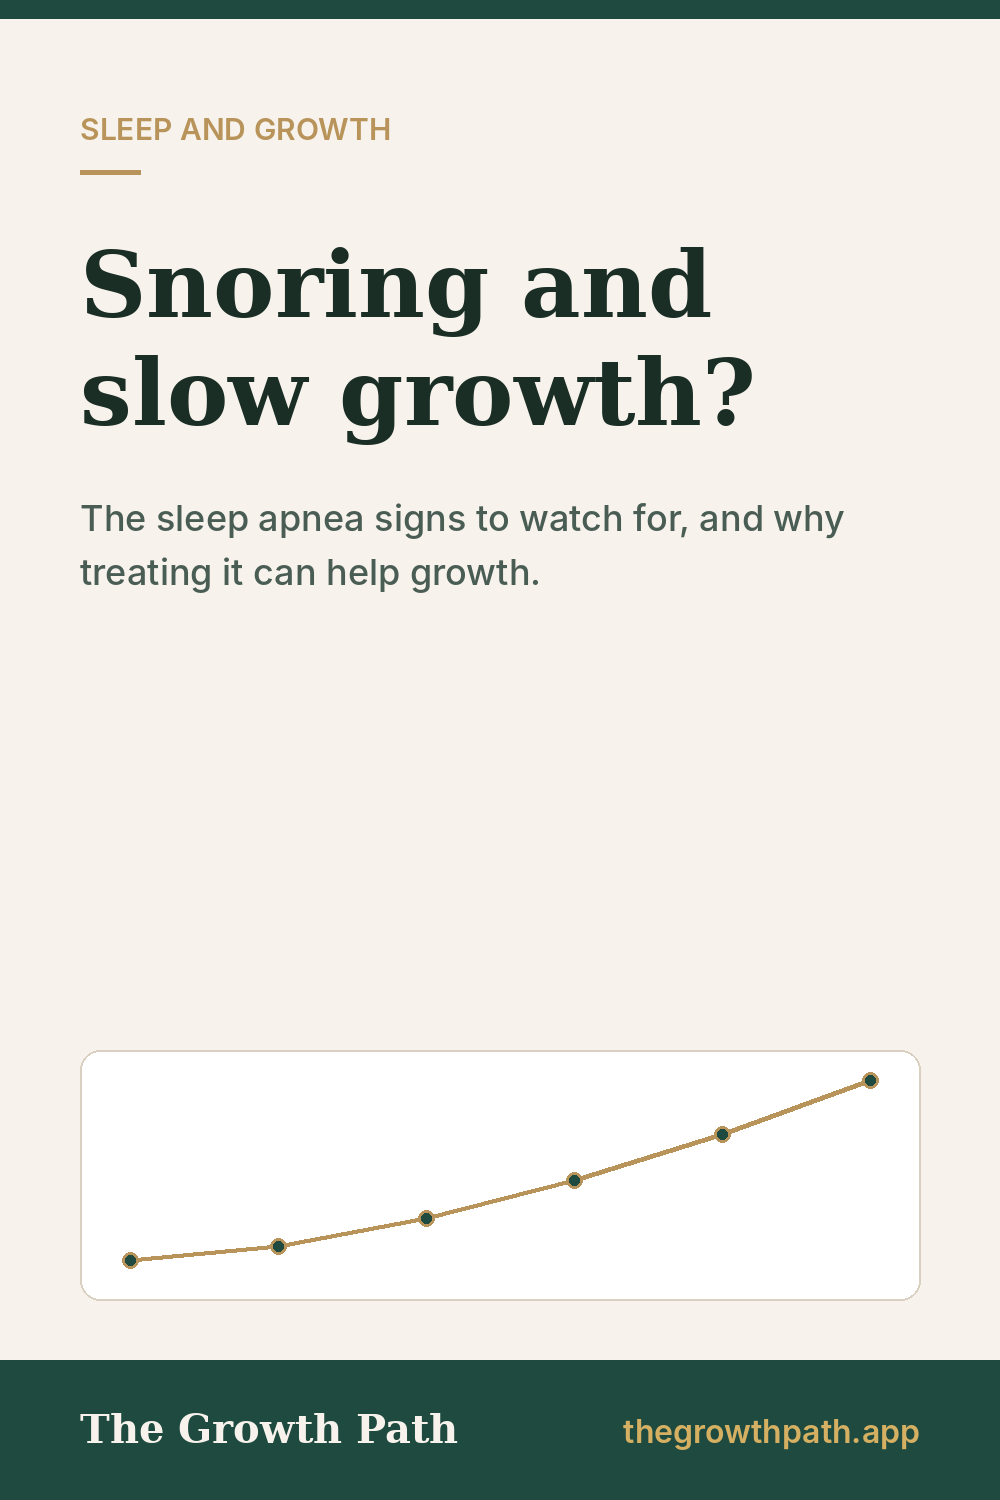 SLEEP AND GROWTH
Snoring and
slow growth?
The sleep apnea signs to watch for, and why
treating it can help growth.
The Growth Path
thegrowthpath.app